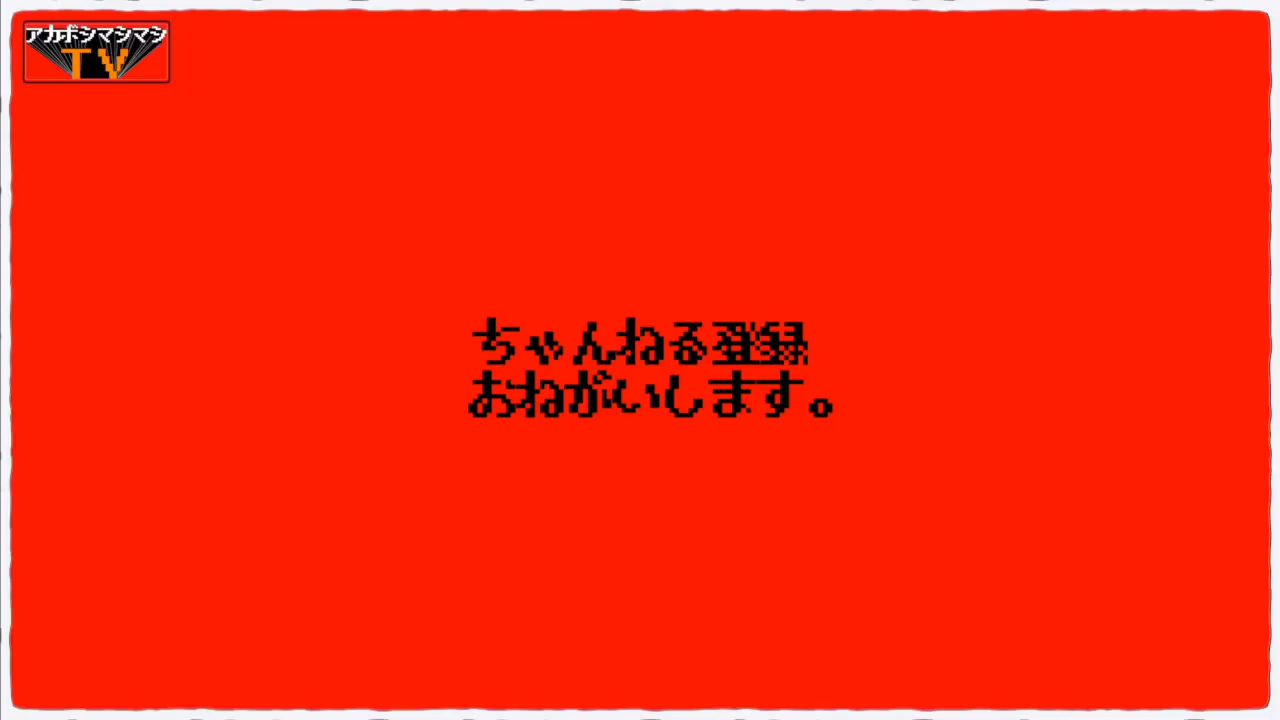 アカボシマシマシ
TV
ちゃんねる登録
おねがいします。